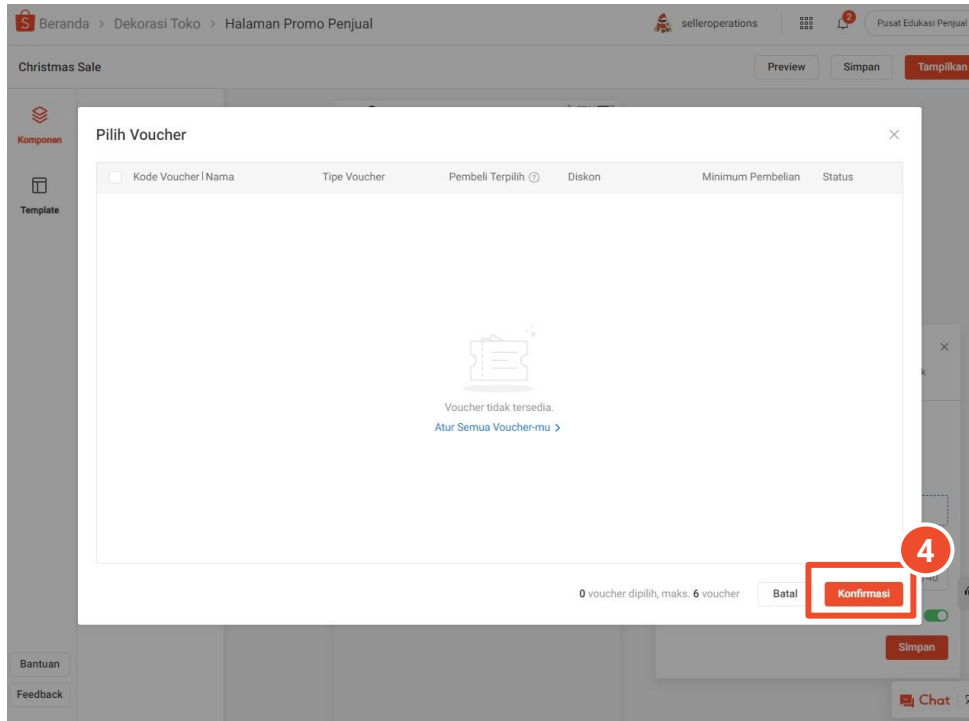 Beranda > Dekorasi Toko > Halaman Promo Penjual
selleroperations
2
Pusat Edukasi Penjual
Christmas Sale
Preview
Simpan
Tampilkan
Komponen
Template
Pilih Voucher
Kode Voucher | Nama
Tipe Voucher
Pembeli Terpilih
Diskon
Minimum Pembelian
Status
Voucher tidak tersedia.
Atur Semua Voucher-mu >
4
0 voucher dipilih, maks. 6 voucher
Batal
Konfirmasi
Simpan
Bantuan
Feedback
Chat